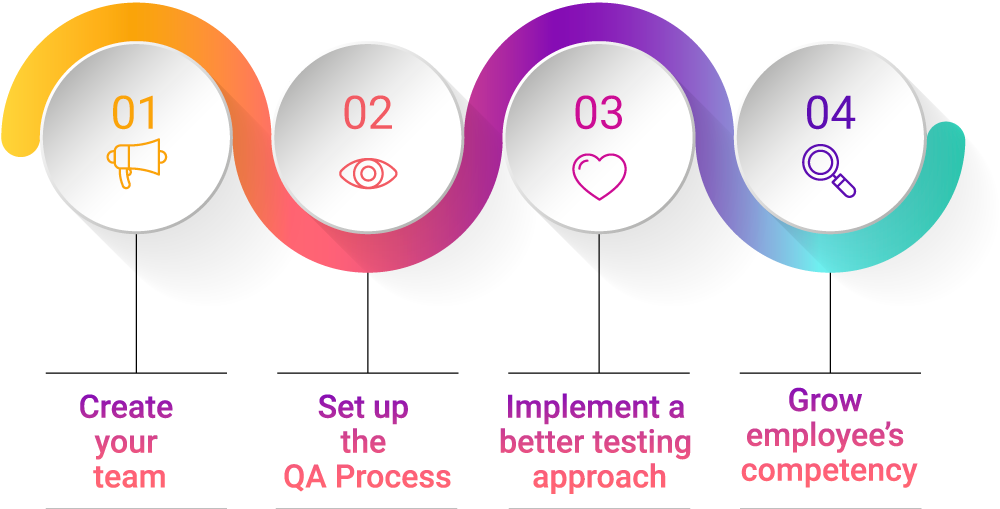 01
02
03
04
Create
your
team
Set up
the
QA Process
Implement a
better testing
approach
Grow
employee’s
competency